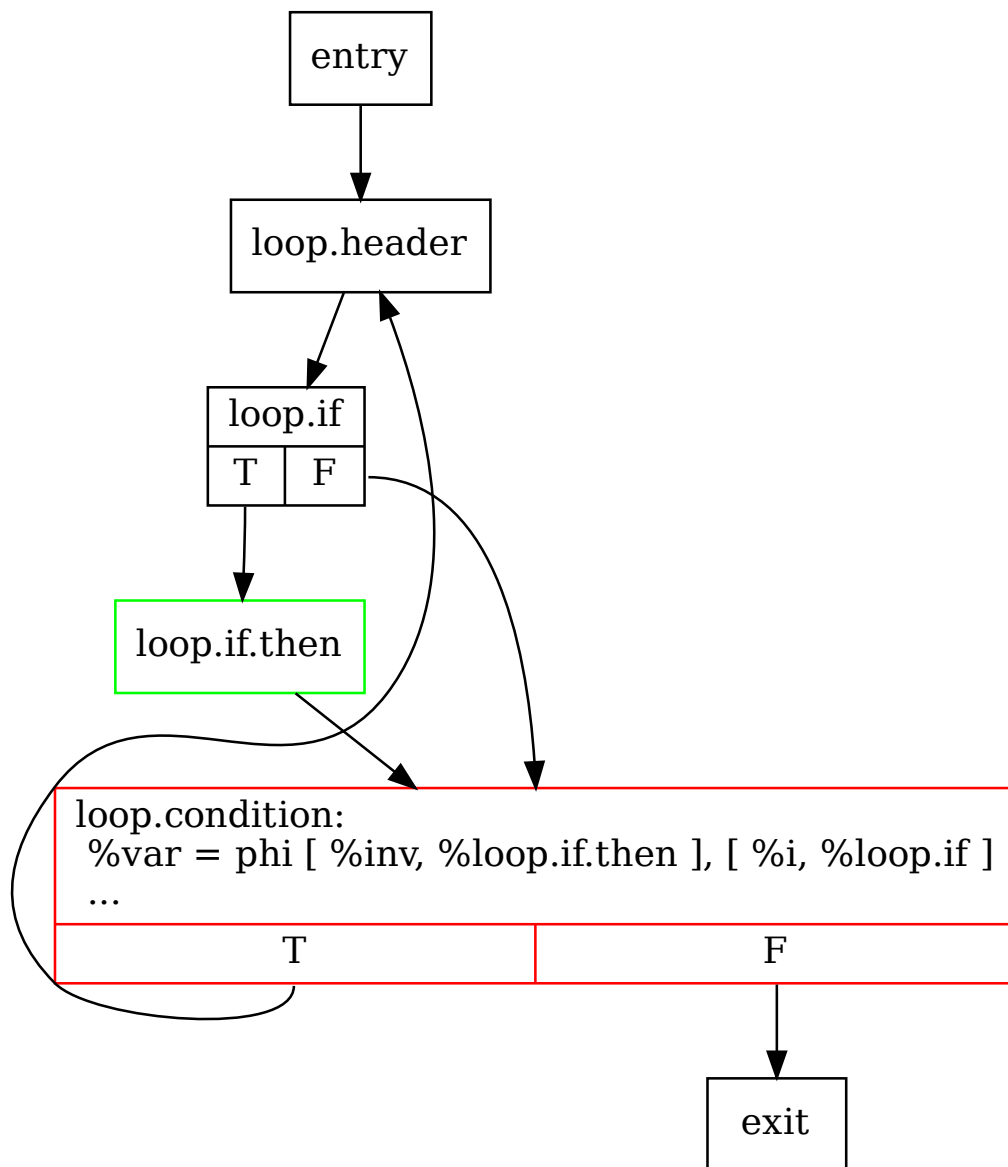 entry
loop.header
loop.if
T
F
loop.if.then
loop.condition:
%var = phi [ %inv, %loop.if.then ], [ %i, %loop.if ]
...
T
F
exit